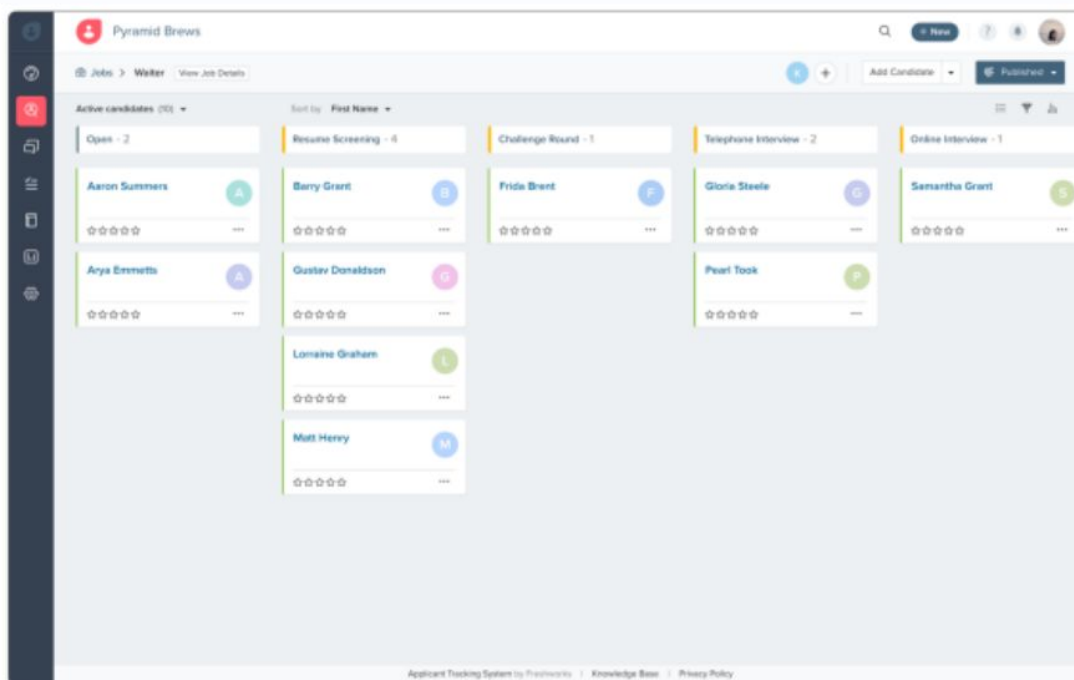 Pyramid Brews
+ New
?
Jobs > Waiter View Job Details
K + Add Candidate Published
Active candidates (10) Sort by First Name
Open - 2
Resume Screening - 4
Challenge Round - 1
Telephone Interview - 2
Online Interview - 1
Aaron Summers A
Barry Grant B
Frida Brent F
Gloria Steele G
Samantha Grant S
Arya Emmetts A
Gustav Donaldson G
Pearl Took P
Lorraine Graham L
Matt Henry M
Applicant Tracking System by Freshworks | Knowledge Base | Privacy Policy